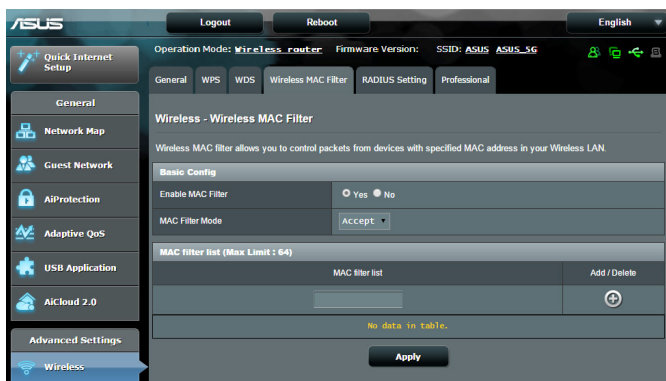 ASUS
Logout
Reboot
English
Quick Internet Setup
Operation Mode: Wireless router Firmware Version: SSID: ASUS ASUS_5G
General WPS WDS Wireless MAC Filter RADIUS Setting Professional
General
Network Map
Guest Network
AiProtection
Adaptive QoS
USB Application
AiCloud 2.0
Advanced Settings
Wireless
Wireless - Wireless MAC Filter
Wireless MAC filter allows you to control packets from devices with specified MAC address in your Wireless LAN.
Basic Config
Enable MAC Filter Yes No
MAC Filter Mode Accept
MAC filter list (Max Limit : 64)
MAC filter list Add / Delete
No data in table.
Apply